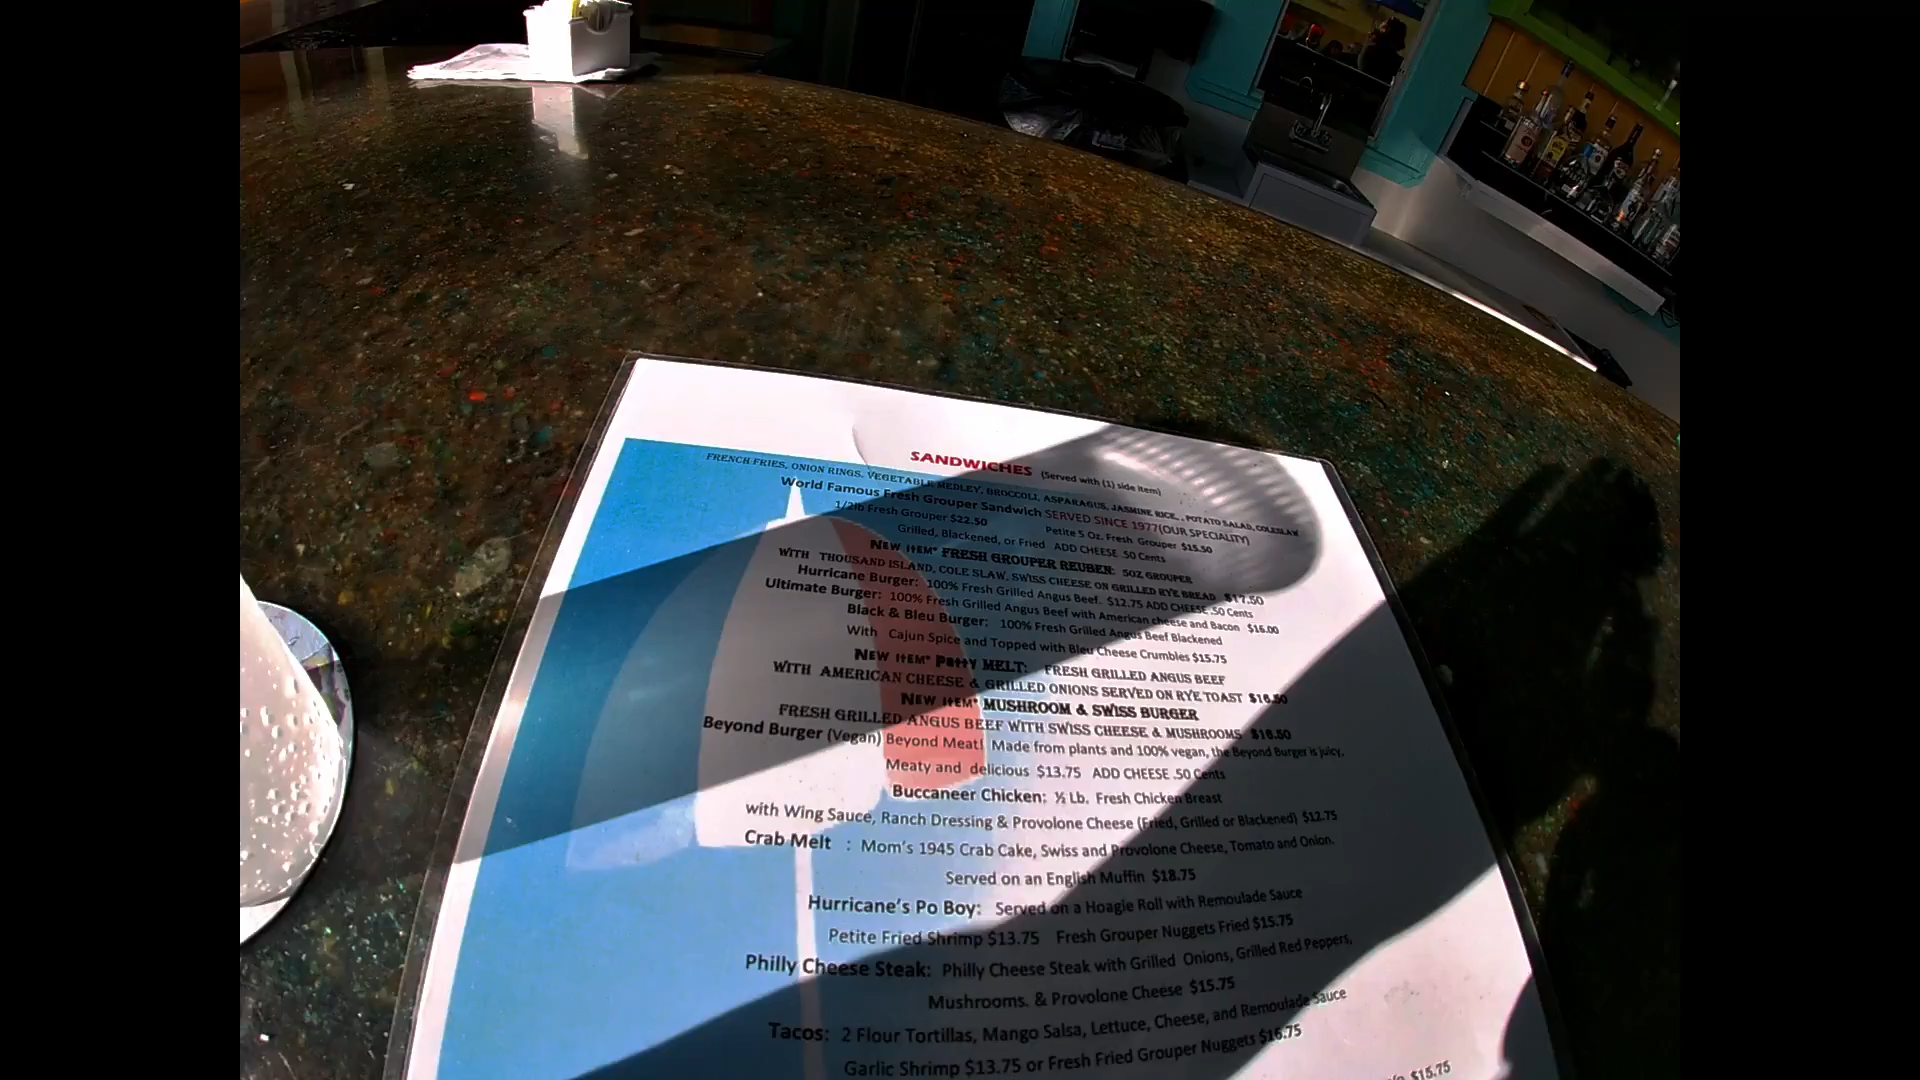 SANDWICHES (Served with (1) side item)
FRENCH FRIES, ONION RINGS, VEGETABLE MEDLEY, BROCCOLI, ASPARAGUS, JASMINE RICE, , POTATO SALAD, COLESLAW
World Famous Fresh Grouper Sandwich SERVED SINCE 1977(OUR SPECIALITY)
1/2lb Fresh Grouper $22.50 Petite 5 Oz. Fresh Grouper $15.50
Grilled, Blackened, or Fried ADD CHEESE .50 Cents
NEW ITEM* FRESH GROUPER REUBEN: 5OZ GROUPER
WITH THOUSAND ISLAND, COLE SLAW, SWISS CHEESE ON GRILLED RYE BREAD $17.50
Hurricane Burger: 100% Fresh Grilled Angus Beef. $12.75 ADD CHEESE .50 Cents
Ultimate Burger: 100% Fresh Grilled Angus Beef with American cheese and Bacon $16.00
Black & Bleu Burger: 100% Fresh Grilled Angus Beef Blackened
With Cajun Spice and Topped with Bleu Cheese Crumbles $15.75
NEW ITEM* Patty MELT: FRESH GRILLED ANGUS BEEF
WITH AMERICAN CHEESE & GRILLED ONIONS SERVED ON RYE TOAST $16.50
NEW ITEM* MUSHROOM & SWISS BURGER
FRESH GRILLED ANGUS BEEF WITH SWISS CHEESE & MUSHROOMS $16.50
Beyond Burger (Vegan) Beyond Meat! Made from plants and 100% vegan, the Beyond Burger is juicy,
Meaty and delicious $13.75 ADD CHEESE .50 Cents
Buccaneer Chicken: ½ Lb. Fresh Chicken Breast
with Wing Sauce, Ranch Dressing & Provolone Cheese (Fried, Grilled or Blackened) $12.75
Crab Melt : Mom's 1945 Crab Cake, Swiss and Provolone Cheese, Tomato and Onion.
Served on an English Muffin $18.75
Hurricane's Po Boy: Served on a Hoagie Roll with Remoulade Sauce
Petite Fried Shrimp $13.75 Fresh Grouper Nuggets Fried $15.75
Philly Cheese Steak: Philly Cheese Steak with Grilled Onions, Grilled Red Peppers,
Mushrooms. & Provolone Cheese $15.75
Tacos: 2 Flour Tortillas, Mango Salsa, Lettuce, Cheese, and Remoulade Sauce
Garlic Shrimp $13.75 or Fresh Fried Grouper Nuggets $16.75
$15.75